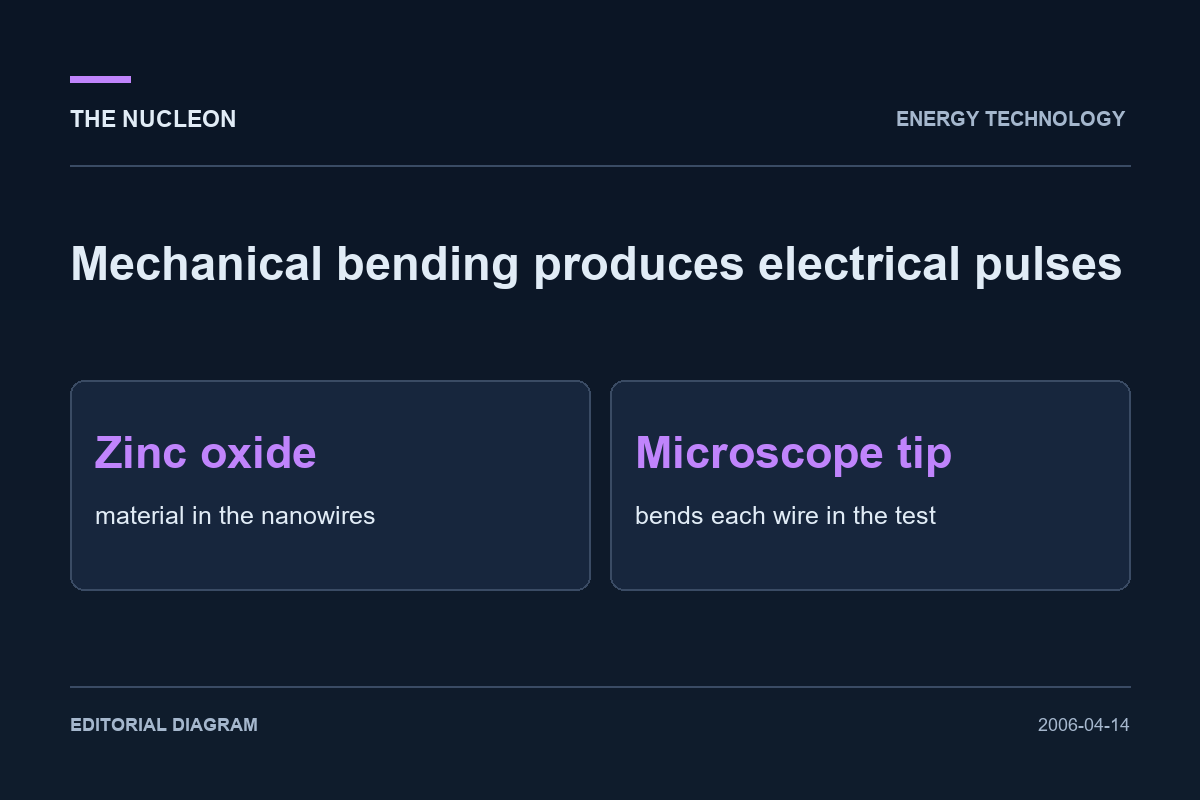 THE NUCLEON
ENERGY TECHNOLOGY
Mechanical bending produces electrical pulses
Zinc oxide
material in the nanowires
Microscope tip
bends each wire in the test
EDITORIAL DIAGRAM
2006-04-14